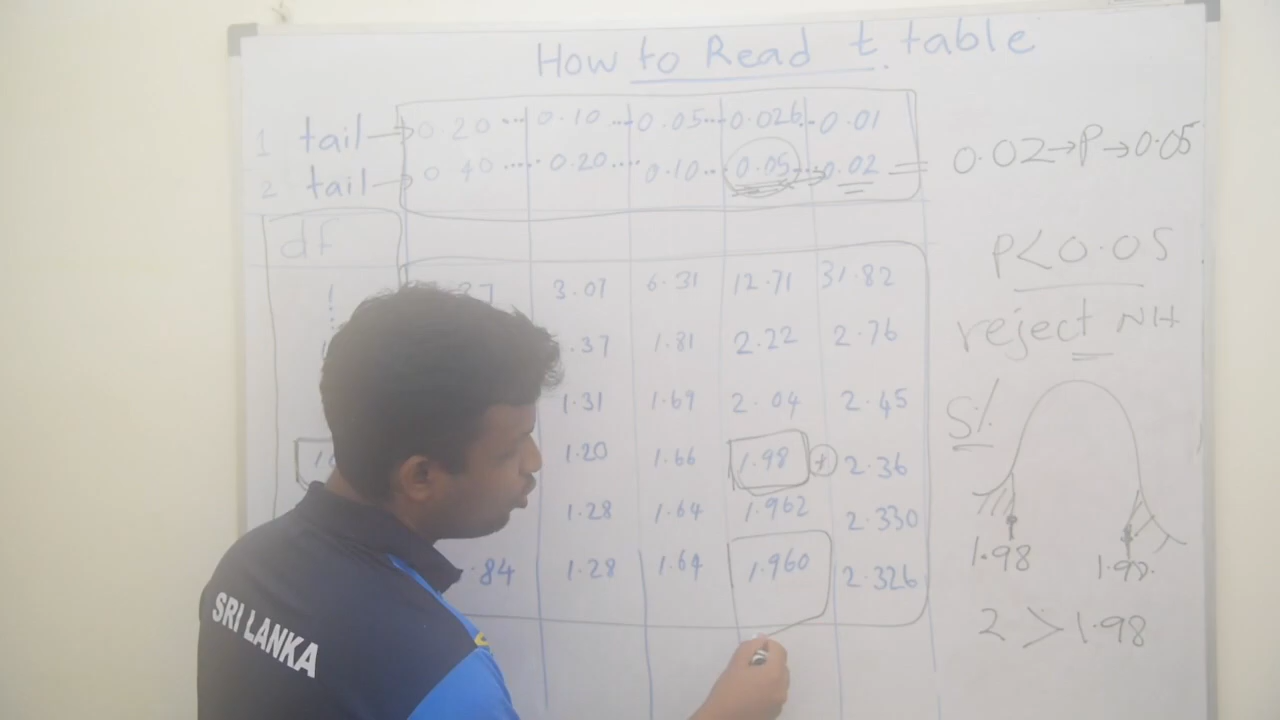 How to Read t. table
1 tail → 0.20 ... 0.10 ... 0.05 ... 0.026 .. 0.01
2 tail → 0.40 ..... 0.20 .... 0.10 .. 0.05 ... 0.02 = 0.02 → P → 0.05
df
P < 0.05
3.07 6.31 12.71 31.82
reject NH
.37 1.81 2.22 2.76
1.31 1.69 2.04 2.45
5%
1.20 1.66 1.98 + 2.36
1.28 1.64 1.962 2.330
1.98
.84 1.28 1.64 1.960 2.326
2 > 1.98
SRI LANKA